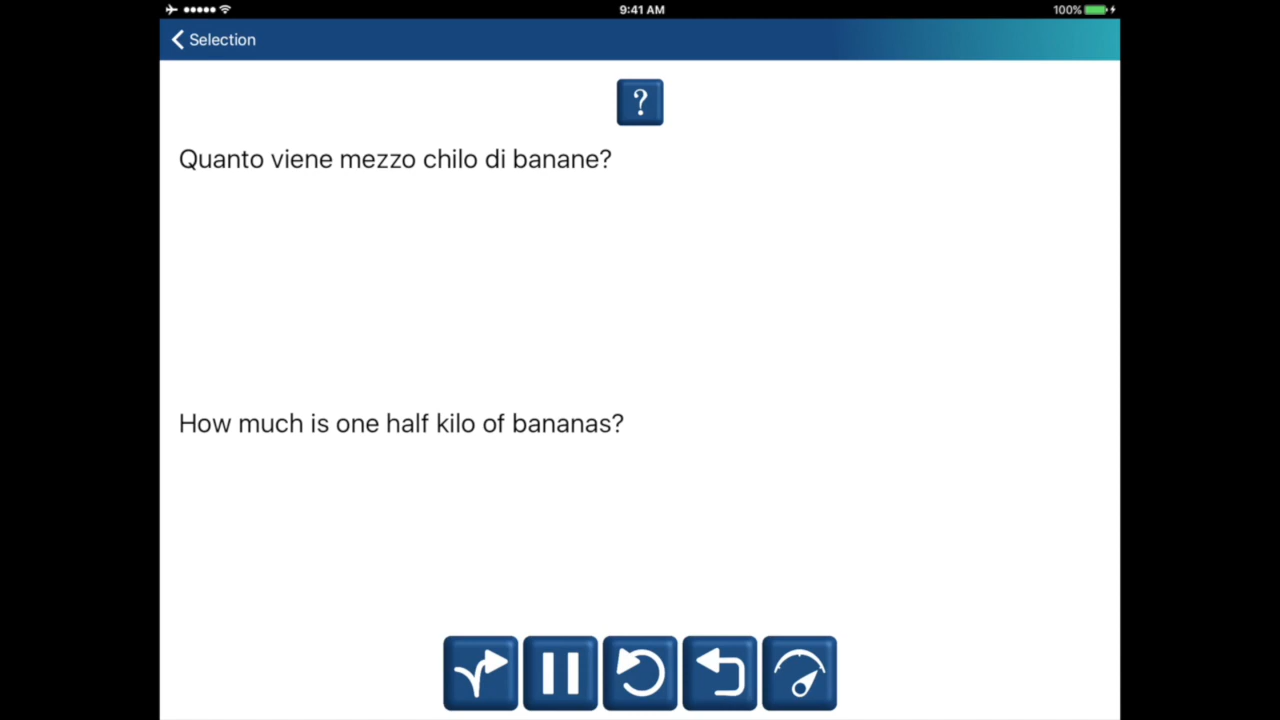 9:41 AM
100%
Selection
?
Quanto viene mezzo chilo di banane?
How much is one half kilo of bananas?